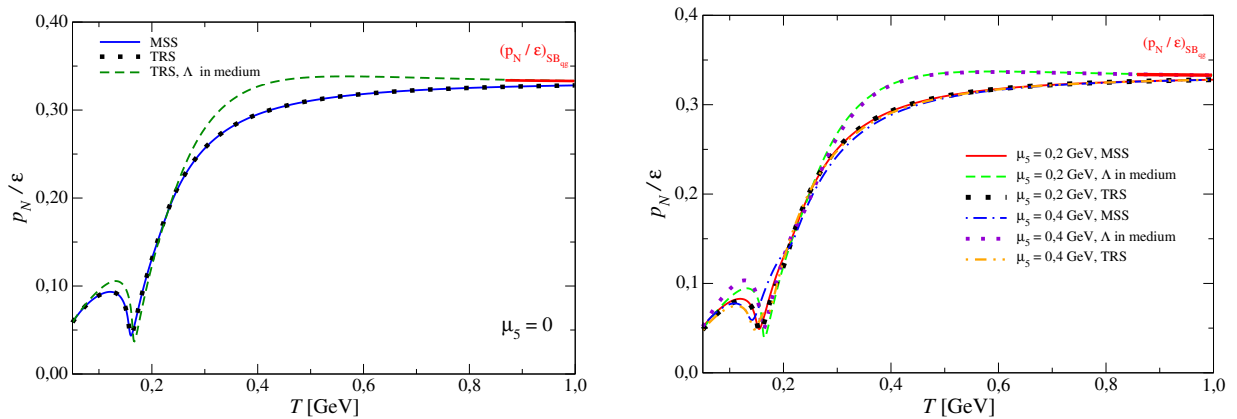 0,40
0,30
0,20
0,10
0,00
p_N / ε
MSS
TRS
TRS, Λ in medium
(p_N / ε)_SB_qg
μ_5 = 0
0,2
0,4
0,6
0,8
1,0
T [GeV]
0,4
0,3
0,2
0,1
0
p_N / ε
(p_N / ε)_SB_qg
μ_5 = 0,2 GeV, MSS
μ_5 = 0,2 GeV, Λ in medium
μ_5 = 0,2 GeV, TRS
μ_5 = 0,4 GeV, MSS
μ_5 = 0,4 GeV, Λ in medium
μ_5 = 0,4 GeV, TRS
0,2
0,4
0,6
0,8
1,0
T [GeV]